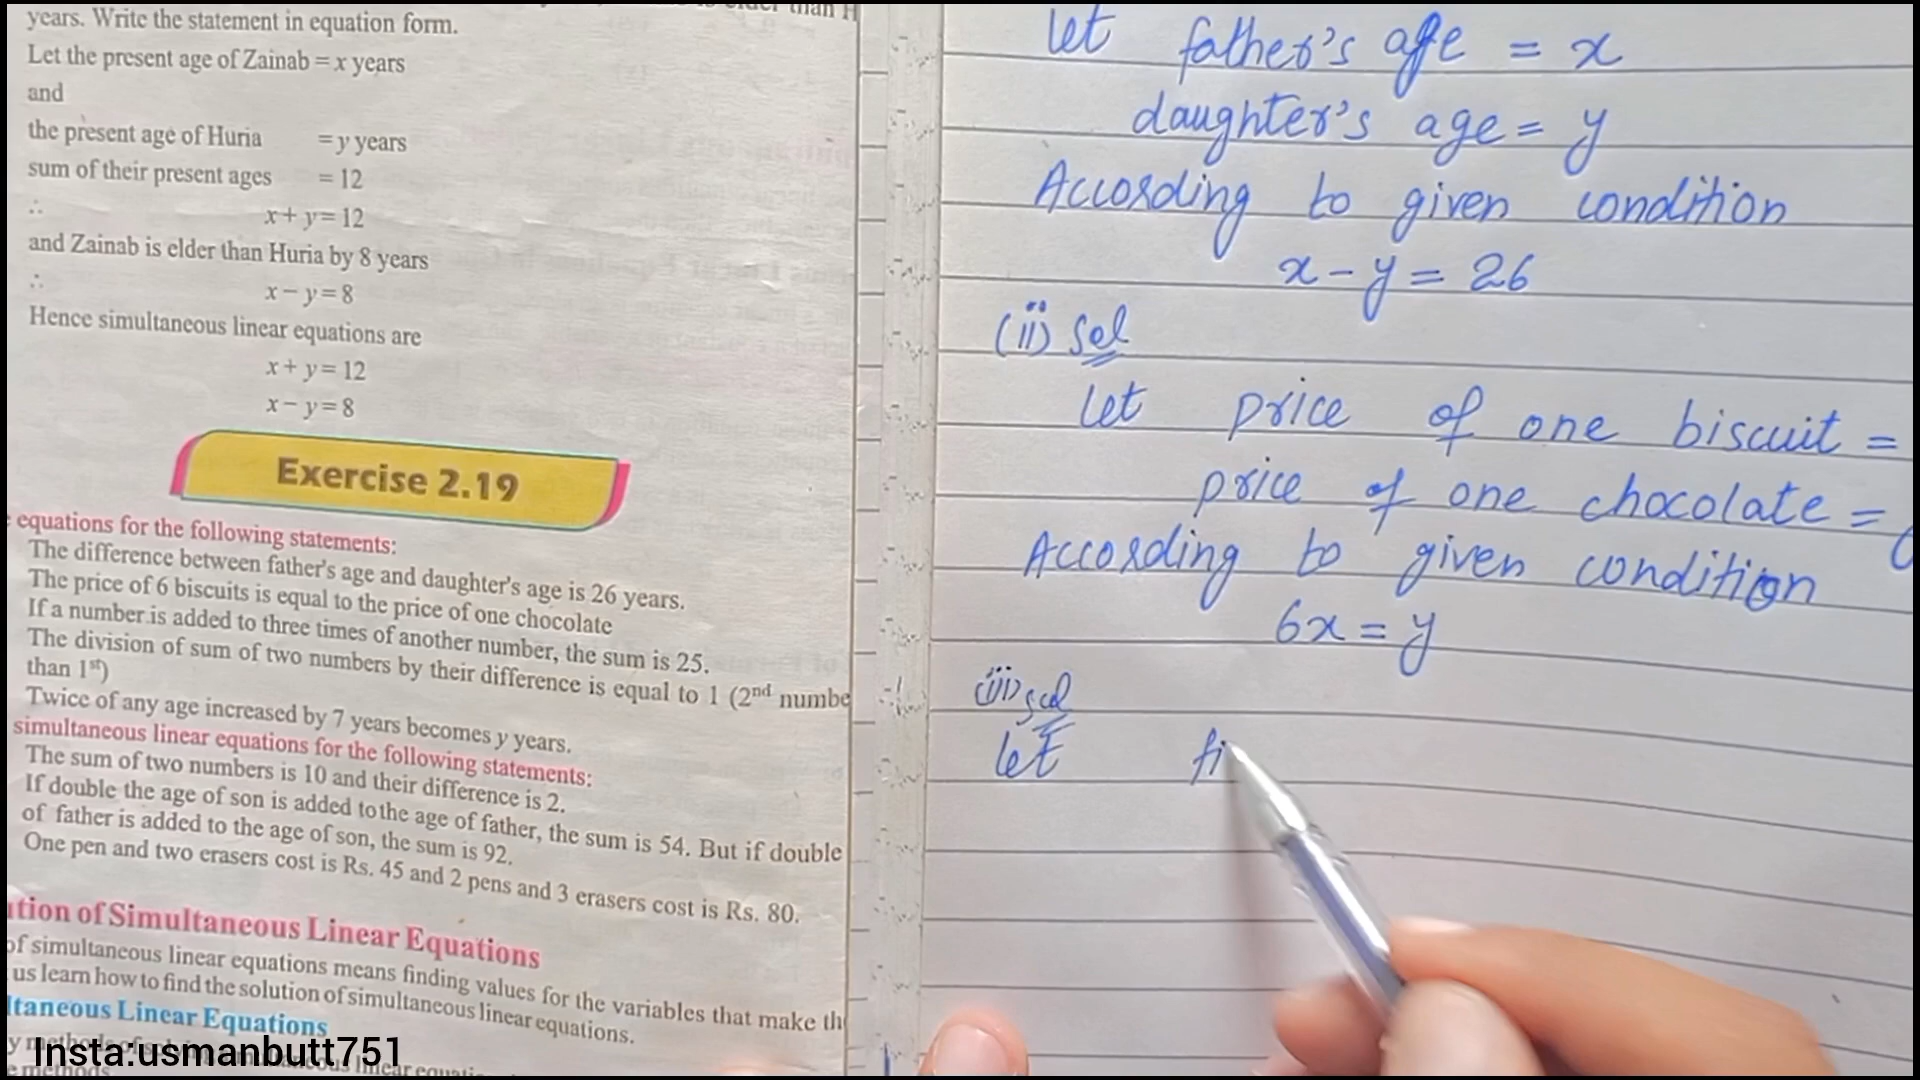 years. Write the statement in equation form.
Let the present age of Zainab = x years
and
the present age of Huria = y years
sum of their present ages = 12
∴ x + y = 12
and Zainab is elder than Huria by 8 years
∴ x − y = 8
Hence simultaneous linear equations are
x + y = 12
x − y = 8
Exercise 2.19
equations for the following statements:
The difference between father's age and daughter's age is 26 years.
The price of 6 biscuits is equal to the price of one chocolate
If a number is added to three times of another number, the sum is 25.
The division of sum of two numbers by their difference is equal to 1 (2nd numbe
than 1st)
Twice of any age increased by 7 years becomes y years.
simultaneous linear equations for the following statements:
The sum of two numbers is 10 and their difference is 2.
If double the age of son is added to the age of father, the sum is 54. But if double
of father is added to the age of son, the sum is 92.
One pen and two erasers cost is Rs. 45 and 2 pens and 3 erasers cost is Rs. 80.
tion of Simultaneous Linear Equations
of simultaneous linear equations means finding values for the variables that make th
us learn how to find the solution of simultaneous linear equations.
ltaneous Linear Equations
Insta:usmanbutt751
let father's age = x
daughter's age = y
According to given condition
x − y = 26
(ii) Sol
let price of one biscuit =
price of one chocolate =
According to given condition
6x = y
(iii) sol
let fi